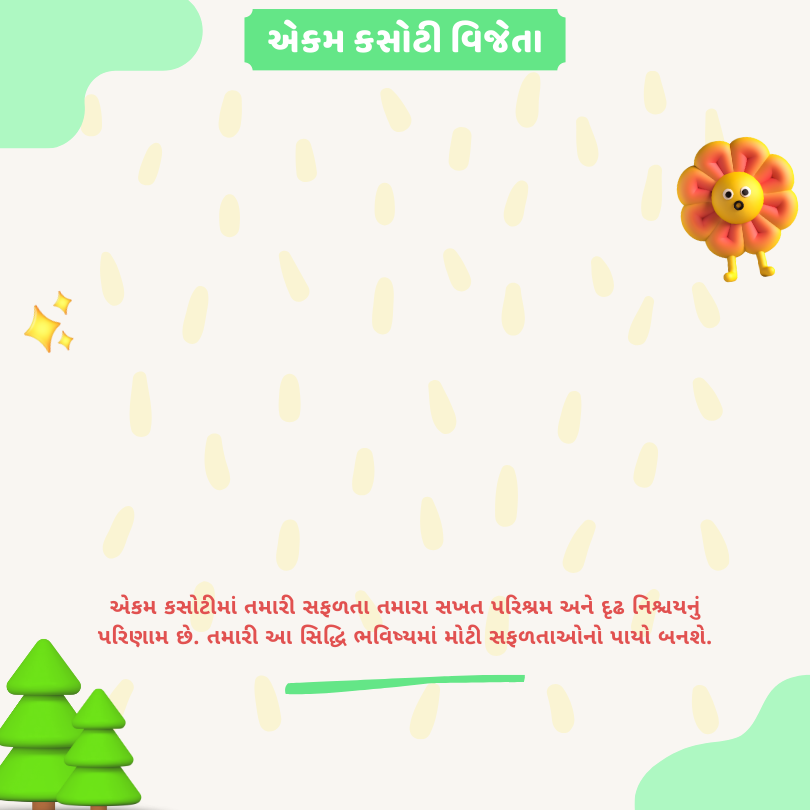 એકમ કસોટી વિજેતા
એકમ કસોટીમાં તમારી સફળતા તમારા સખત પરિશ્રમ અને દૃઢ નિશ્ચયનું
પરિણામ છે. તમારી આ સિદ્ધિ ભવિષ્યમાં મોટી સફળતાઓનો પાયો બનશે.